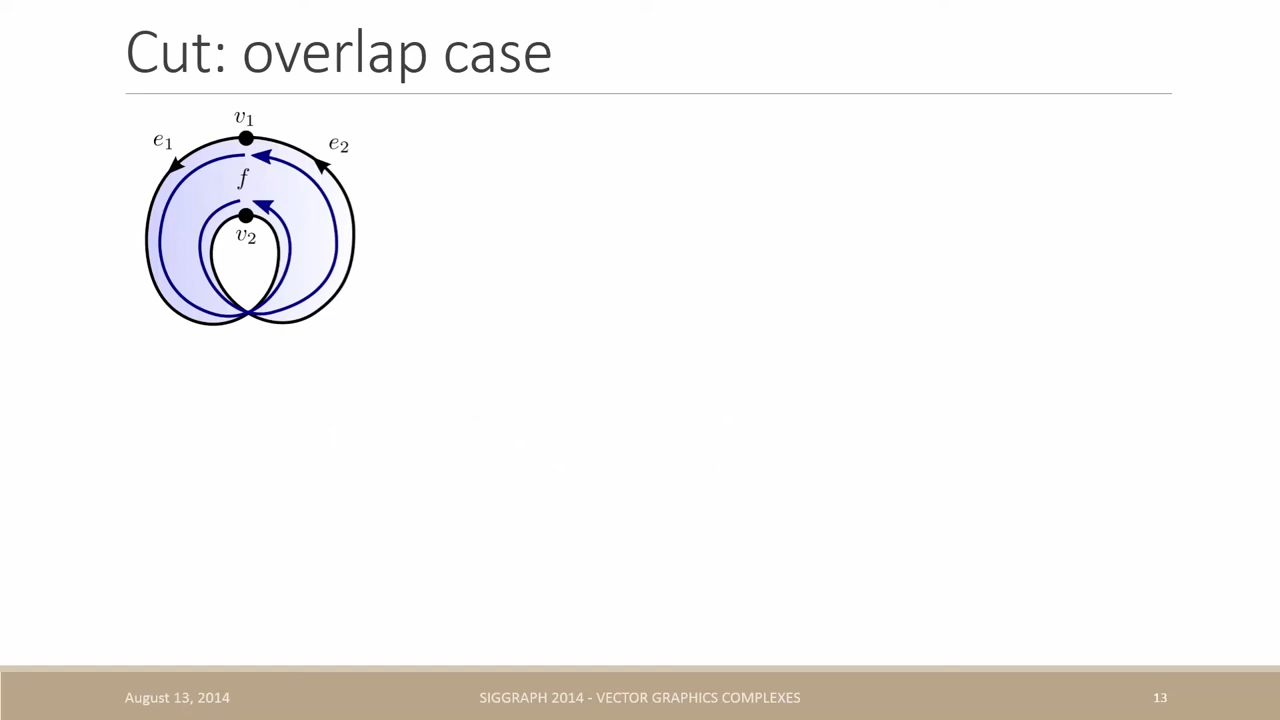 Cut: overlap case
v₁
e₁
e₂
f
v₂
August 13, 2014
SIGGRAPH 2014 - VECTOR GRAPHICS COMPLEXES
13